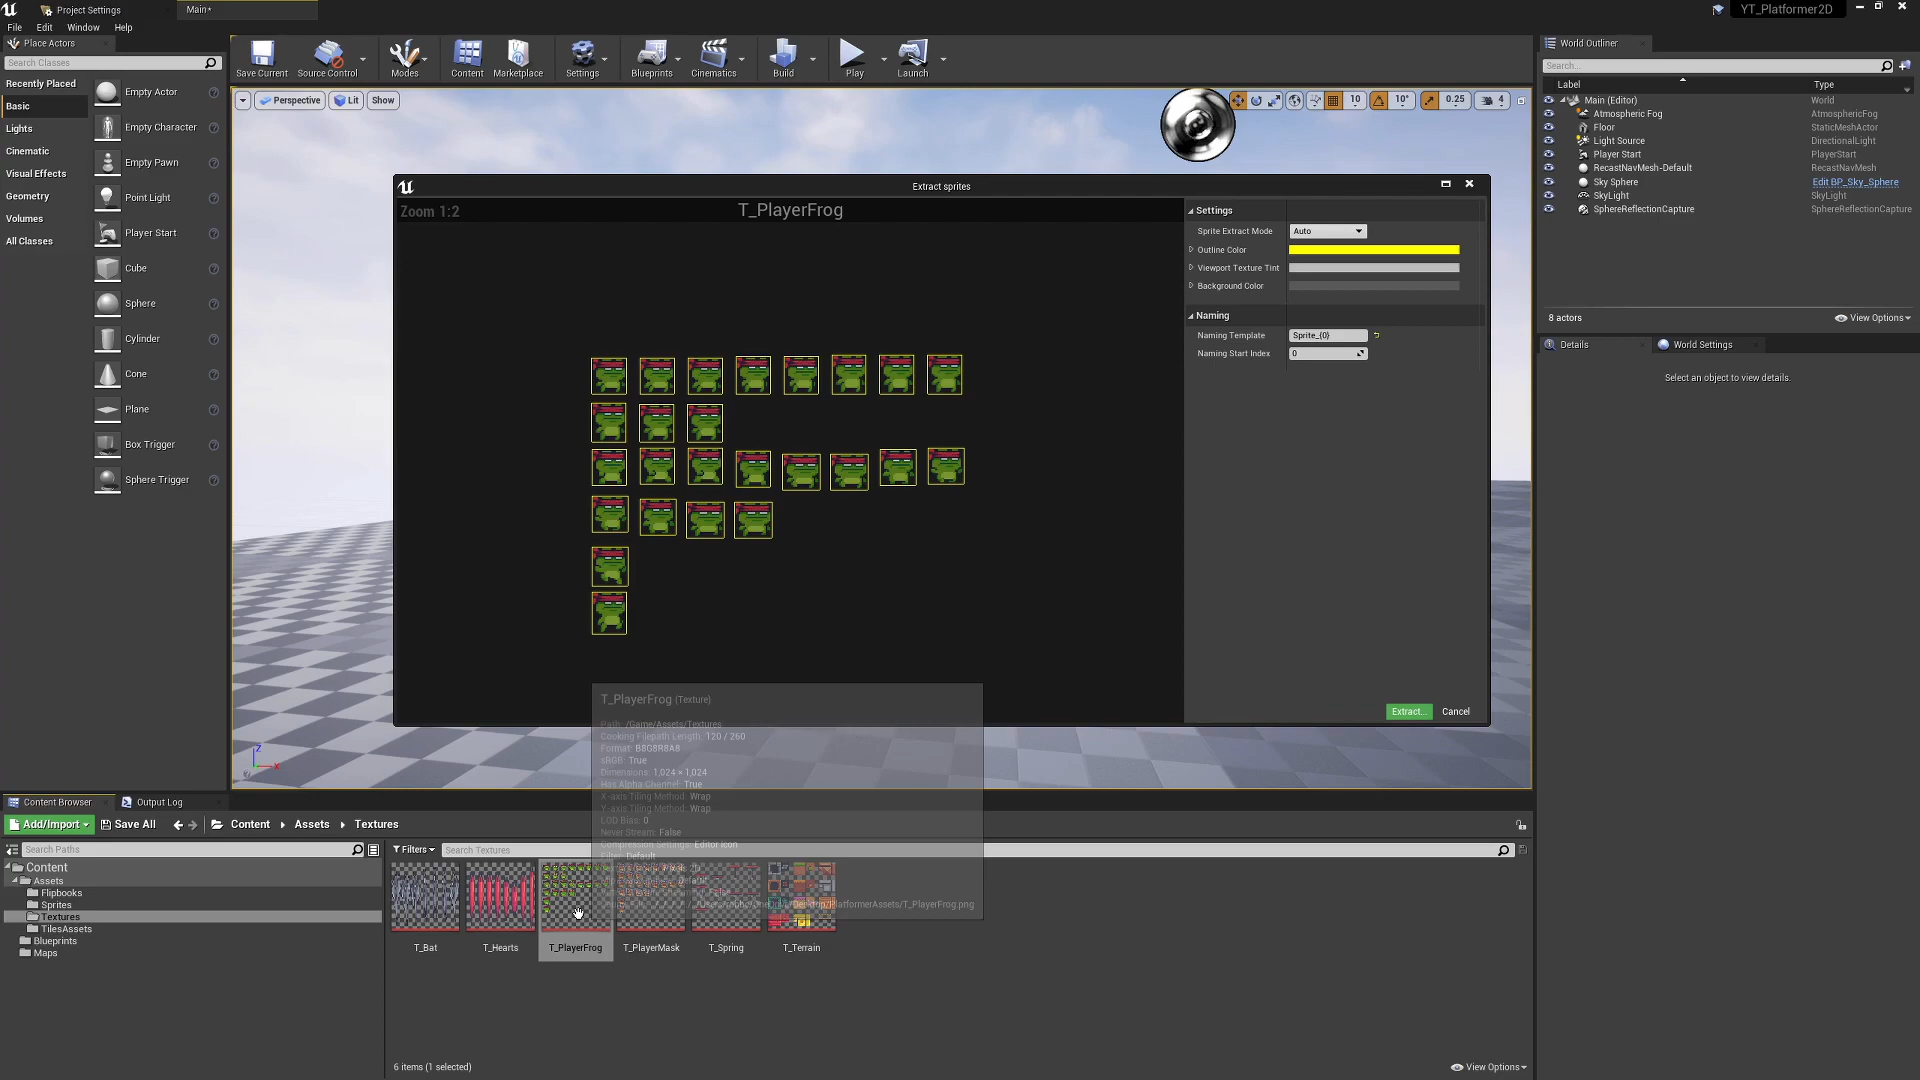 Project Settings
Main*
YT_Platformer2D
File Edit Window Help
Place Actors
Search Classes
Recently Placed
Basic
Lights
Cinematic
Visual Effects
Geometry
Volumes
All Classes
Empty Actor
Empty Character
Empty Pawn
Point Light
Player Start
Cube
Sphere
Cylinder
Cone
Plane
Box Trigger
Sphere Trigger
Save Current Source Control Modes Content Marketplace Settings Blueprints Cinematics Build Play Launch
Perspective Lit Show
10 10° 0.25 4
Extract sprites
Zoom 1:2
T_PlayerFrog
Settings
Sprite Extract Mode Auto
Outline Color
Viewport Texture Tint
Background Color
Naming
Naming Template Sprite_{0}
Naming Start Index 0
Extract... Cancel
T_PlayerFrog (Texture)
Path: /Game/Assets/Textures
Cooking Filepath Length: 120 / 260
Format: B8G8R8A8
sRGB: True
Dimensions: 1,024 × 1,024
Has Alpha Channel: True
X-axis Tiling Method: Wrap
Y-axis Tiling Method: Wrap
LOD Bias: 0
Never Stream: False
Compression Settings: Editor Icon
Filter: Default
Z
X
World Outliner
Search...
Label Type
Main (Editor) World
Atmospheric Fog AtmosphericFog
Floor StaticMeshActor
Light Source DirectionalLight
Player Start PlayerStart
RecastNavMesh-Default RecastNavMesh
Sky Sphere Edit BP_Sky_Sphere
SkyLight SkyLight
SphereReflectionCapture SphereReflectionCapture
8 actors View Options
Details World Settings
Select an object to view details.
Content Browser Output Log
Add/Import Save All Content Assets Textures
Search Paths
Filters Search Textures
Content
Assets
Flipbooks
Sprites
Textures
TilesAssets
Blueprints
Maps
T_Bat T_Hearts T_PlayerFrog T_PlayerMask T_Spring T_Terrain
6 items (1 selected) View Options